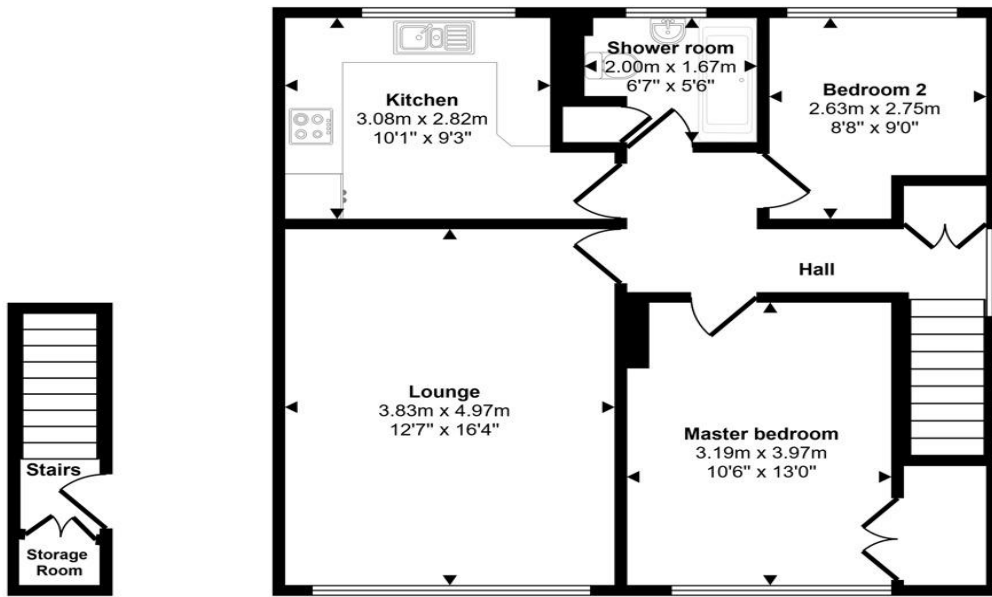 Kitchen
3.08m x 2.82m
10'1" x 9'3"
Shower room
2.00m x 1.67m
6'7" x 5'6"
Bedroom 2
2.63m x 2.75m
8'8" x 9'0"
Hall
Lounge
3.83m x 4.97m
12'7" x 16'4"
Master bedroom
3.19m x 3.97m
10'6" x 13'0"
Stairs
Storage
Room